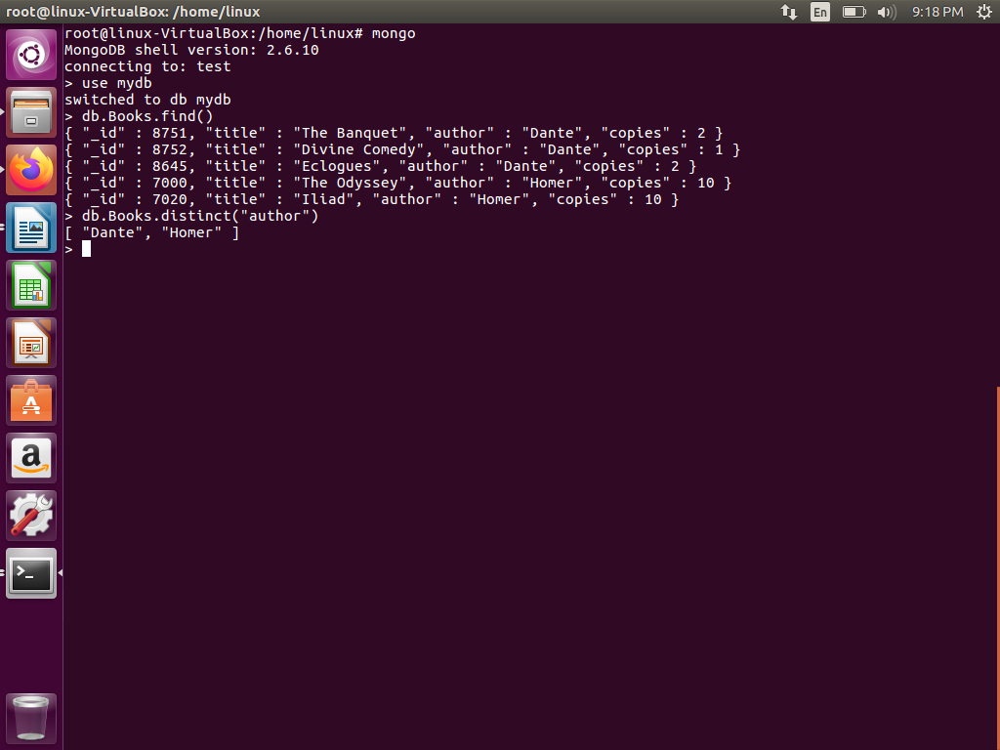 root@linux-VirtualBox: /home/linux
En
9:18 PM
root@linux-VirtualBox:/home/linux# mongo
MongoDB shell version: 2.6.10
connecting to: test
> use mydb
switched to db mydb
> db.Books.find()
{ "_id" : 8751, "title" : "The Banquet", "author" : "Dante", "copies" : 2 }
{ "_id" : 8752, "title" : "Divine Comedy", "author" : "Dante", "copies" : 1 }
{ "_id" : 8645, "title" : "Eclogues", "author" : "Dante", "copies" : 2 }
{ "_id" : 7000, "title" : "The Odyssey", "author" : "Homer", "copies" : 10 }
{ "_id" : 7020, "title" : "Iliad", "author" : "Homer", "copies" : 10 }
> db.Books.distinct("author")
[ "Dante", "Homer" ]
>